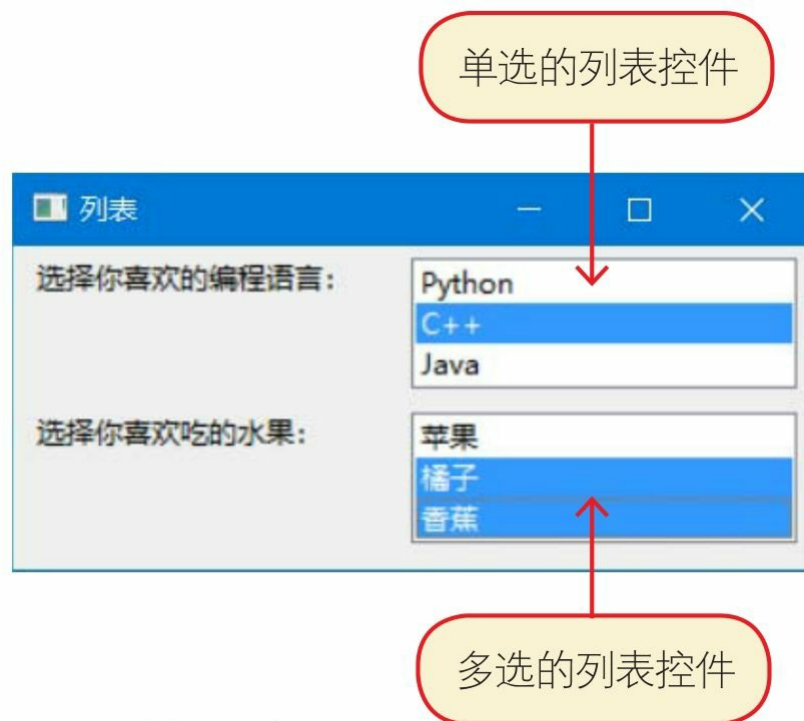 单选的列表控件
列表
选择你喜欢的编程语言：
Python
C++
Java
选择你喜欢吃的水果：
苹果
橘子
香蕉
多选的列表控件